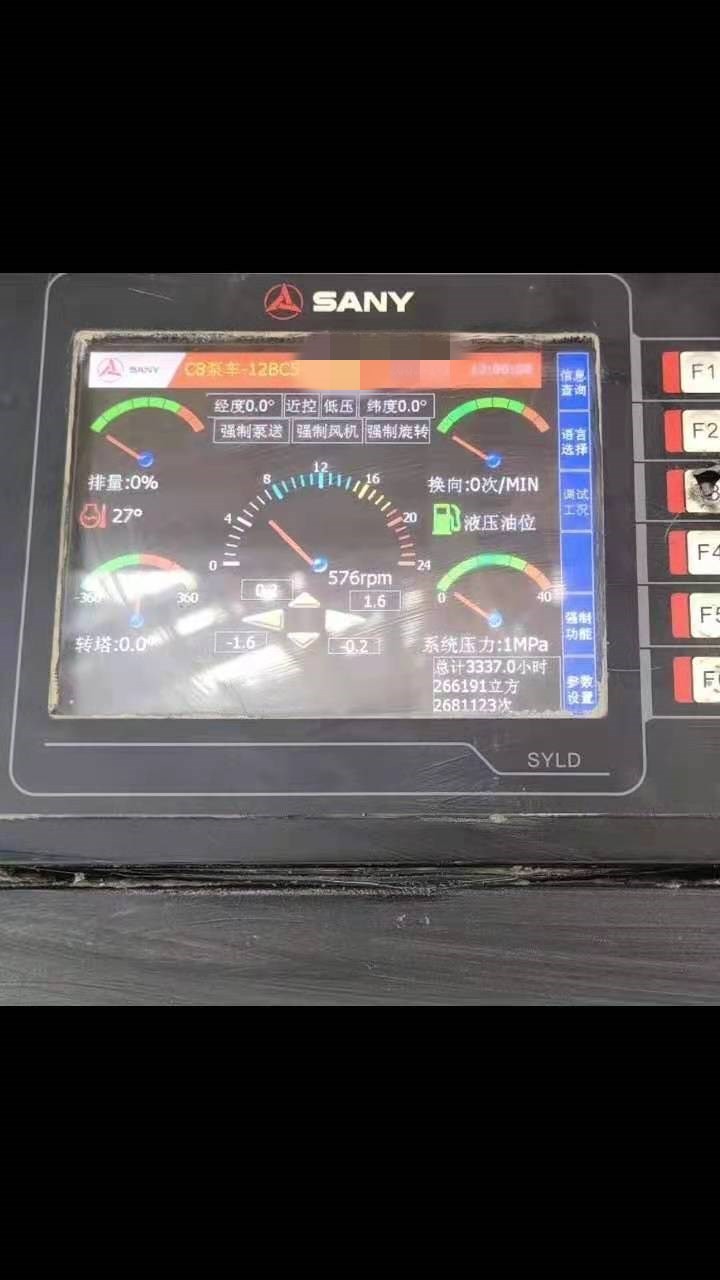 SANY
SANY
C8泵车-12BC5
信息查询
F1
经度0.0° 近控 低压 纬度0.0°
强制泵送 强制风机 强制旋转
语言选择
F2
排量:0%
换向:0次/MIN
调试工况
27°
液压油位
0 4 8 12 16 20 24
576rpm
F4
-360 360
0 40
0.2
1.6
-1.6
-0.2
强制功能
转塔:0.0°
系统压力:1MPa
总计3337.0小时
266191立方
2681123次
参数设置
SYLD